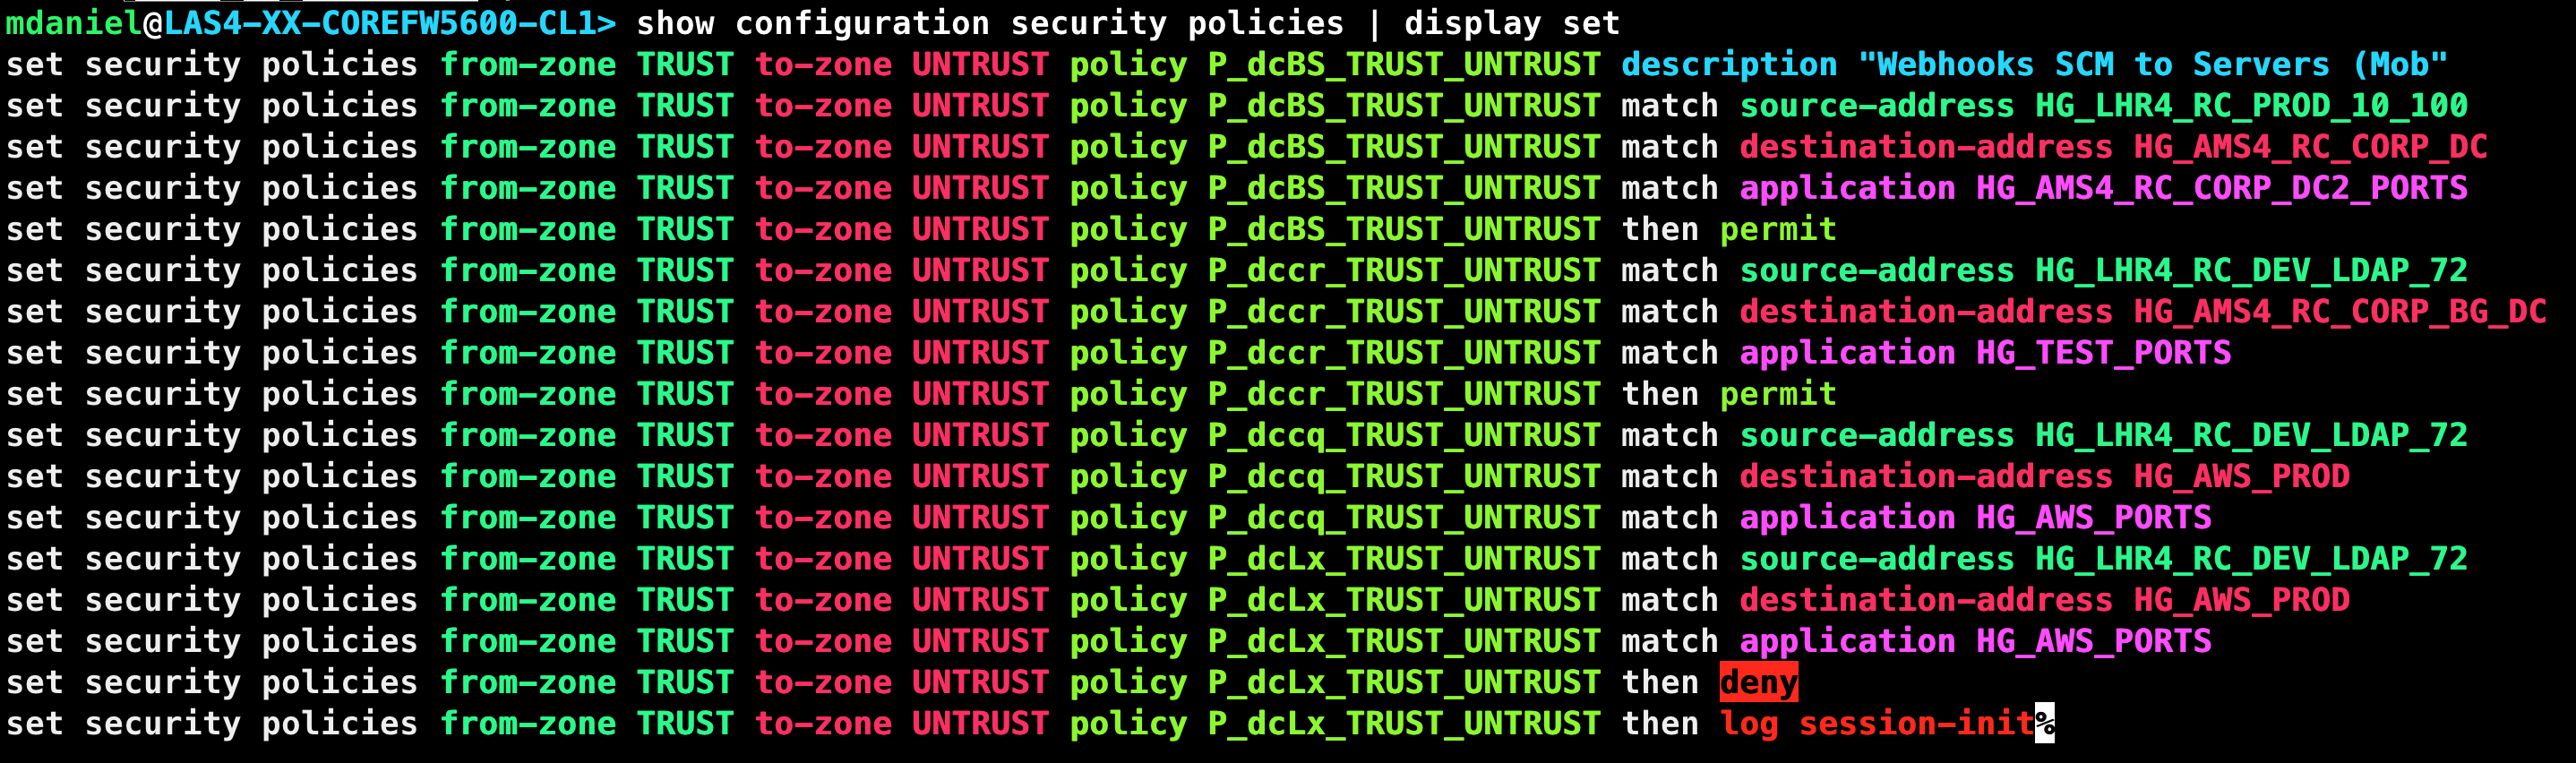 mdaniel@LAS4-XX-COREFW5600-CL1> show configuration security policies | display set
set security policies from-zone TRUST to-zone UNTRUST policy P_dcBS_TRUST_UNTRUST description "Webhooks SCM to Servers (Mob"
set security policies from-zone TRUST to-zone UNTRUST policy P_dcBS_TRUST_UNTRUST match source-address HG_LHR4_RC_PROD_10_100
set security policies from-zone TRUST to-zone UNTRUST policy P_dcBS_TRUST_UNTRUST match destination-address HG_AMS4_RC_CORP_DC
set security policies from-zone TRUST to-zone UNTRUST policy P_dcBS_TRUST_UNTRUST match application HG_AMS4_RC_CORP_DC2_PORTS
set security policies from-zone TRUST to-zone UNTRUST policy P_dcBS_TRUST_UNTRUST then permit
set security policies from-zone TRUST to-zone UNTRUST policy P_dccr_TRUST_UNTRUST match source-address HG_LHR4_RC_DEV_LDAP_72
set security policies from-zone TRUST to-zone UNTRUST policy P_dccr_TRUST_UNTRUST match destination-address HG_AMS4_RC_CORP_BG_DC
set security policies from-zone TRUST to-zone UNTRUST policy P_dccr_TRUST_UNTRUST match application HG_TEST_PORTS
set security policies from-zone TRUST to-zone UNTRUST policy P_dccr_TRUST_UNTRUST then permit
set security policies from-zone TRUST to-zone UNTRUST policy P_dccq_TRUST_UNTRUST match source-address HG_LHR4_RC_DEV_LDAP_72
set security policies from-zone TRUST to-zone UNTRUST policy P_dccq_TRUST_UNTRUST match destination-address HG_AWS_PROD
set security policies from-zone TRUST to-zone UNTRUST policy P_dccq_TRUST_UNTRUST match application HG_AWS_PORTS
set security policies from-zone TRUST to-zone UNTRUST policy P_dcLx_TRUST_UNTRUST match source-address HG_LHR4_RC_DEV_LDAP_72
set security policies from-zone TRUST to-zone UNTRUST policy P_dcLx_TRUST_UNTRUST match destination-address HG_AWS_PROD
set security policies from-zone TRUST to-zone UNTRUST policy P_dcLx_TRUST_UNTRUST match application HG_AWS_PORTS
set security policies from-zone TRUST to-zone UNTRUST policy P_dcLx_TRUST_UNTRUST then deny
set security policies from-zone TRUST to-zone UNTRUST policy P_dcLx_TRUST_UNTRUST then log session-init%